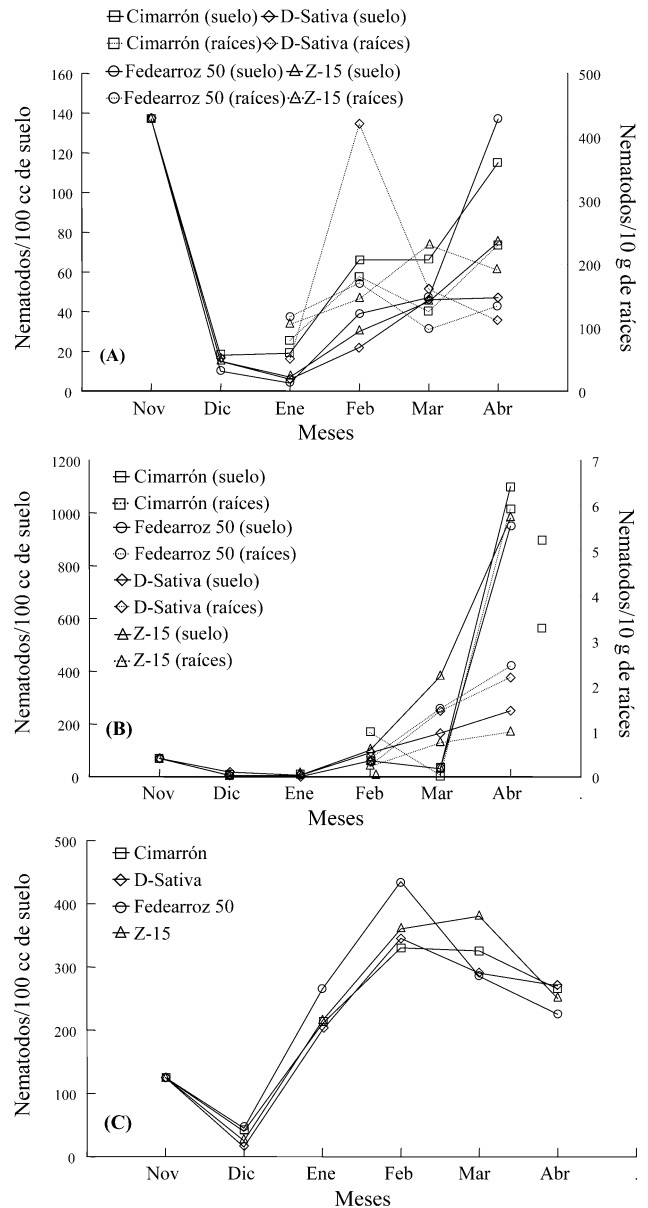 Cimarrón (suelo) D-Sativa (suelo)
Cimarrón (raíces) D-Sativa (raíces)
Fedearroz 50 (suelo) Z-15 (suelo)
Fedearroz 50 (raíces) Z-15 (raíces)
Nematodos/100 cc de suelo
160
140
120
100
80
60
40
20
0
500
400
300
200
100
0
Nematodos/10 g de raíces
(A)
Nov Dic Ene Feb Mar Abr
Meses
Nematodos/100 cc de suelo
1200
1000
800
600
400
200
0
Cimarrón (suelo)
Cimarrón (raíces)
Fedearroz 50 (suelo)
Fedearroz 50 (raíces)
D-Sativa (suelo)
D-Sativa (raíces)
Z-15 (suelo)
Z-15 (raíces)
7
6
5
4
3
2
1
0
Nematodos/10 g de raíces
(B)
Nov Dic Ene Feb Mar Abr .
Meses
Nematodos/100 cc de suelo
500
400
300
200
100
0
Cimarrón
D-Sativa
Fedearroz 50
Z-15
(C)
Nov Dic Ene Feb Mar Abr .
Meses